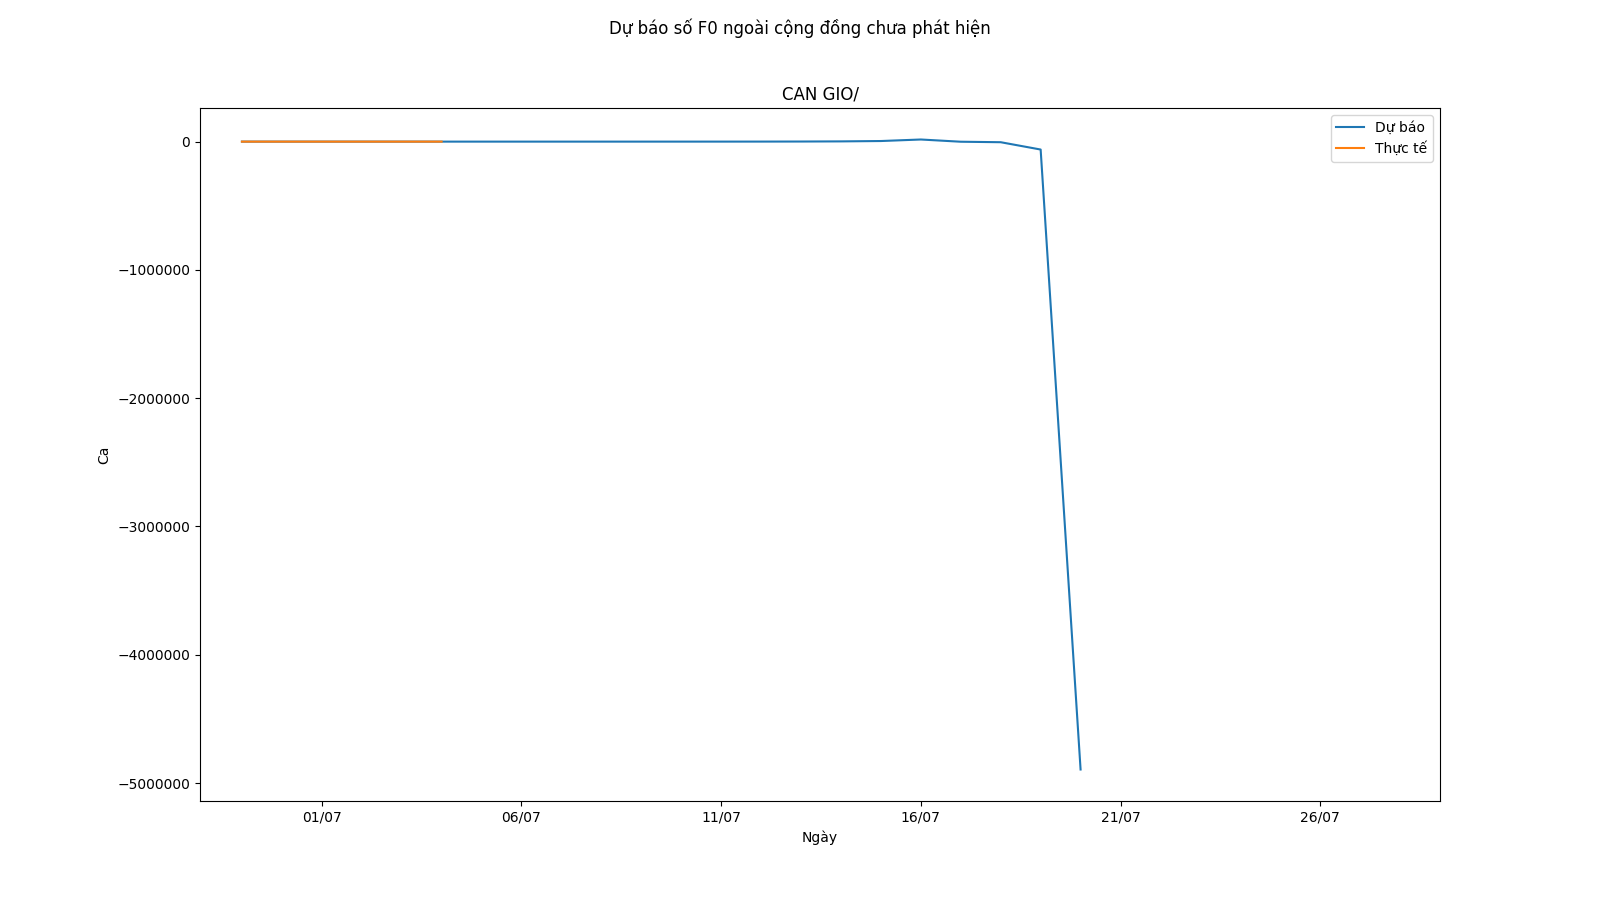 Dự báo số F0 ngoài cộng đồng chưa phát hiện
CAN GIO/
Dự báo
Thực tế
0
−1000000
−2000000
−3000000
−4000000
−5000000
Ca
01/07
06/07
11/07
16/07
21/07
26/07
Ngày